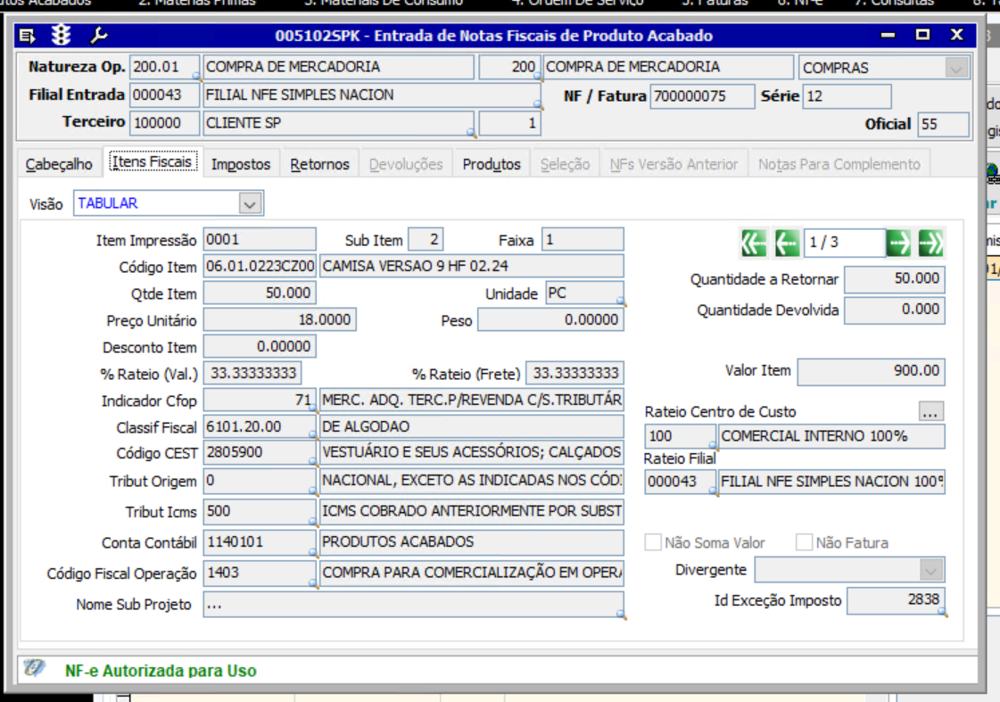 2. Matérias Primas 3. Materiais De Consumo 4. Ordem De Serviço 5. Faturas 6. NF-e 7. Consultas
005102SPK - Entrada de Notas Fiscais de Produto Acabado
Natureza Op. 200.01 COMPRA DE MERCADORIA 200 COMPRA DE MERCADORIA COMPRAS
Filial Entrada 000043 FILIAL NFE SIMPLES NACION NF / Fatura 700000075 Série 12
Terceiro 100000 CLIENTE SP 1 Oficial 55
Cabeçalho Itens Fiscais Impostos Retornos Devoluções Produtos Seleção NFs Versão Anterior Notas Para Complemento
Visão TABULAR
Item Impressão 0001 Sub Item 2 Faixa 1 1 / 3
Código Item 06.01.0223CZ00 CAMISA VERSAO 9 HF 02.24
Quantidade a Retornar 50.000
Qtde Item 50.000 Unidade PC
Quantidade Devolvida 0.000
Preço Unitário 18.0000 Peso 0.00000
Desconto Item 0.00000
% Rateio (Val.) 33.33333333 % Rateio (Frete) 33.33333333 Valor Item 900.00
Indicador Cfop 71 MERC. ADQ. TERC.P/REVENDA C/S.TRIBUTÁR
Rateio Centro de Custo ...
Classif Fiscal 6101.20.00 DE ALGODAO
100 COMERCIAL INTERNO 100%
Código CEST 2805900 VESTUÁRIO E SEUS ACESSÓRIOS; CALÇADOS
Rateio Filial
Tribut Origem 0 NACIONAL, EXCETO AS INDICADAS NOS CÓD
000043 FILIAL NFE SIMPLES NACION 100%
Tribut Icms 500 ICMS COBRADO ANTERIORMENTE POR SUBST
Conta Contábil 1140101 PRODUTOS ACABADOS Não Soma Valor Não Fatura
Código Fiscal Operação 1403 COMPRA PARA COMERCIALIZAÇÃO EM OPER
Divergente
Nome Sub Projeto ... Id Exceção Imposto 2838
NF-e Autorizada para Uso